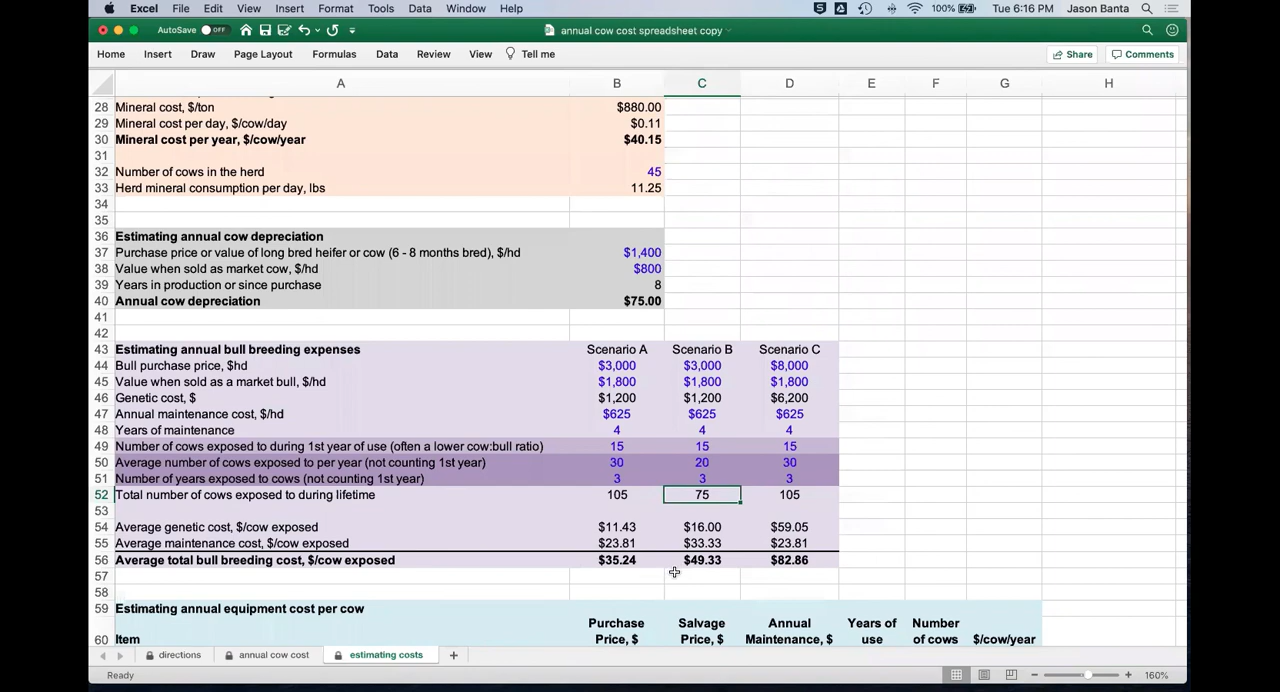 Excel File Edit View Insert Format Tools Data Window Help 100% Tue 6:16 PM Jason Banta
AutoSave OFF annual cow cost spreadsheet copy
Home Insert Draw Page Layout Formulas Data Review View Tell me Share Comments
A B C D E F G H
28 Mineral cost, $/ton $880.00
29 Mineral cost per day, $/cow/day $0.11
30 Mineral cost per year, $/cow/year $40.15
31
32 Number of cows in the herd 45
33 Herd mineral consumption per day, lbs 11.25
34
35
36 Estimating annual cow depreciation
37 Purchase price or value of long bred heifer or cow (6 - 8 months bred), $/hd $1,400
38 Value when sold as market cow, $/hd $800
39 Years in production or since purchase 8
40 Annual cow depreciation $75.00
41
42
43 Estimating annual bull breeding expenses Scenario A Scenario B Scenario C
44 Bull purchase price, $hd $3,000 $3,000 $8,000
45 Value when sold as a market bull, $/hd $1,800 $1,800 $1,800
46 Genetic cost, $ $1,200 $1,200 $6,200
47 Annual maintenance cost, $/hd $625 $625 $625
48 Years of maintenance 4 4 4
49 Number of cows exposed to during 1st year of use (often a lower cow:bull ratio) 15 15 15
50 Average number of cows exposed to per year (not counting 1st year) 30 20 30
51 Number of years exposed to cows (not counting 1st year) 3 3 3
52 Total number of cows exposed to during lifetime 105 75 105
53
54 Average genetic cost, $/cow exposed $11.43 $16.00 $59.05
55 Average maintenance cost, $/cow exposed $23.81 $33.33 $23.81
56 Average total bull breeding cost, $/cow exposed $35.24 $49.33 $82.86
57
58
59 Estimating annual equipment cost per cow
Purchase Salvage Annual Years of Number
60 Item Price, $ Price, $ Maintenance, $ use of cows $/cow/year
directions annual cow cost estimating costs
Ready 160%